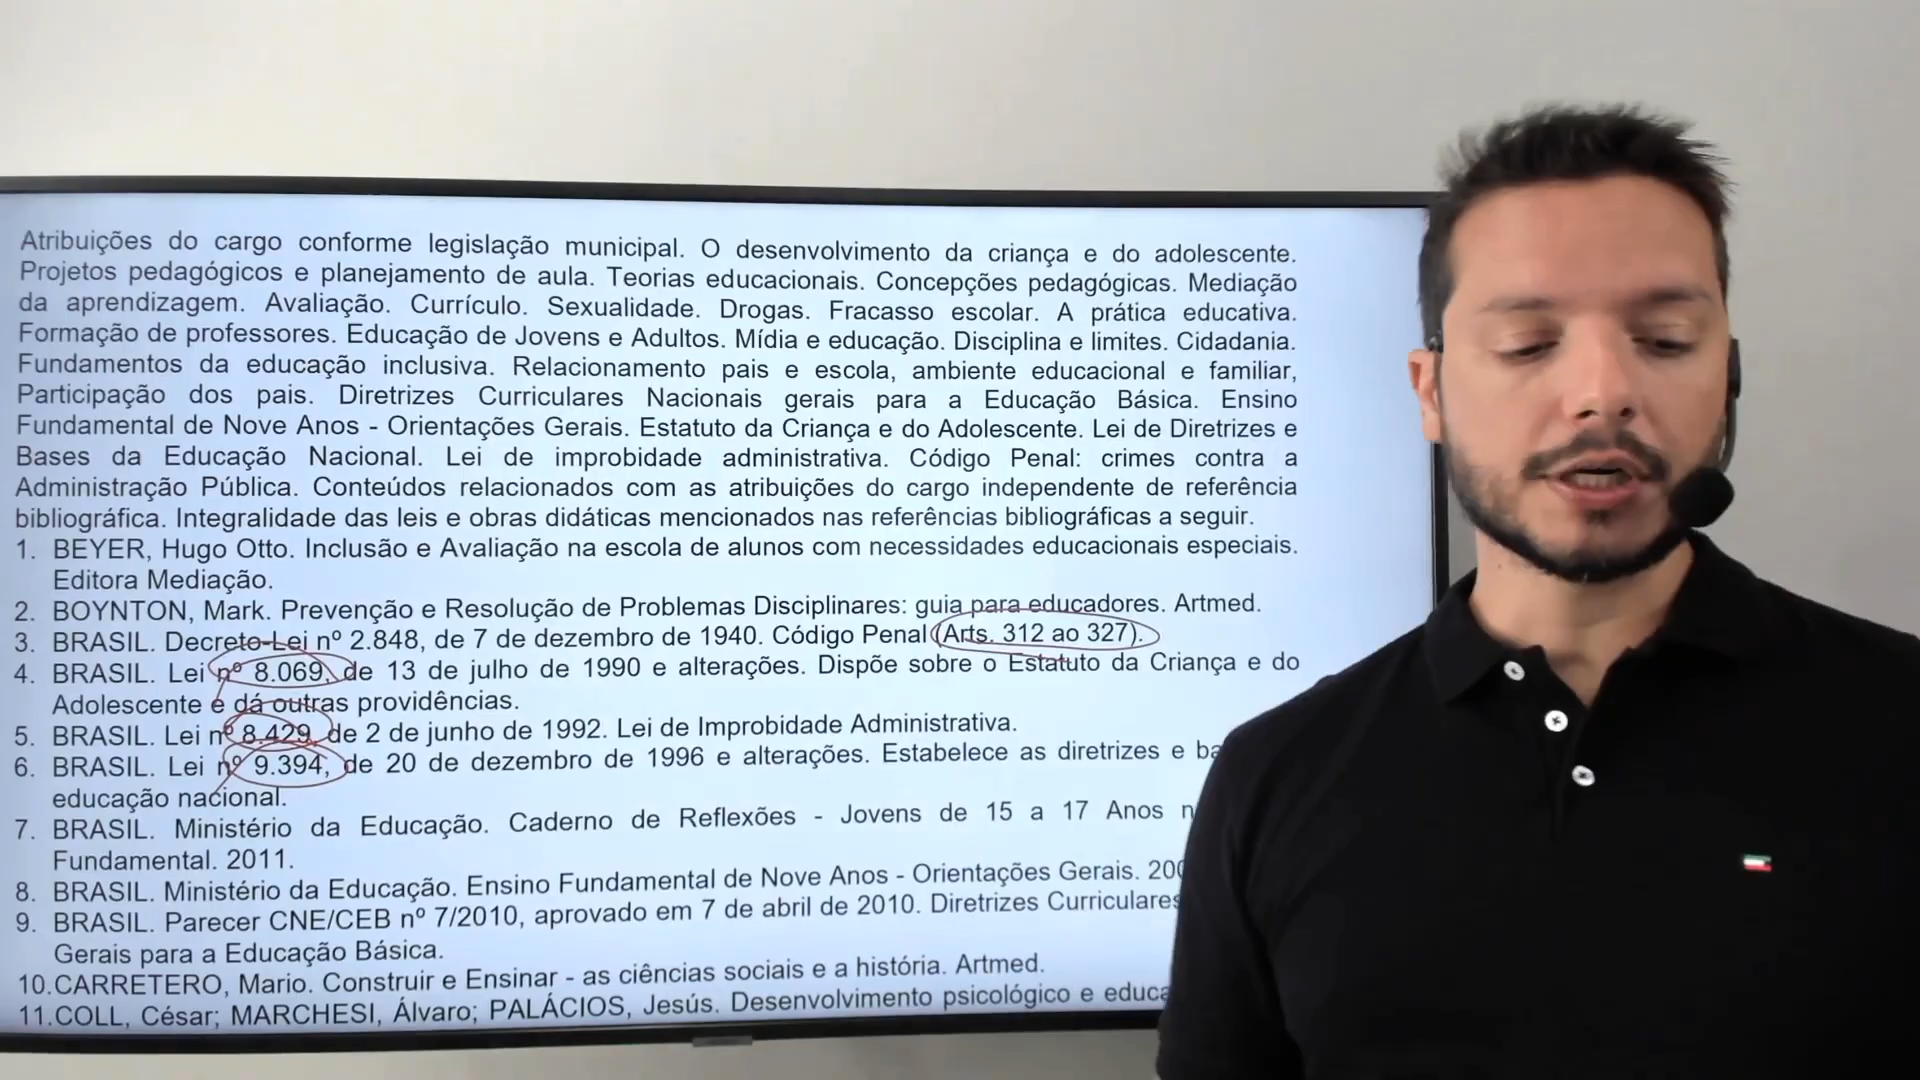 Atribuições do cargo conforme legislação municipal. O desenvolvimento da criança e do adolescente.
Projetos pedagógicos e planejamento de aula. Teorias educacionais. Concepções pedagógicas. Mediação
da aprendizagem. Avaliação. Currículo. Sexualidade. Drogas. Fracasso escolar. A prática educativa.
Formação de professores. Educação de Jovens e Adultos. Mídia e educação. Disciplina e limites. Cidadania.
Fundamentos da educação inclusiva. Relacionamento pais e escola, ambiente educacional e familiar,
Participação dos pais. Diretrizes Curriculares Nacionais gerais para a Educação Básica. Ensino
Fundamental de Nove Anos - Orientações Gerais. Estatuto da Criança e do Adolescente. Lei de Diretrizes e
Bases da Educação Nacional. Lei de improbidade administrativa. Código Penal: crimes contra a
Administração Pública. Conteúdos relacionados com as atribuições do cargo independente de referência
bibliográfica. Integralidade das leis e obras didáticas mencionados nas referências bibliográficas a seguir.
1. BEYER, Hugo Otto. Inclusão e Avaliação na escola de alunos com necessidades educacionais especiais.
Editora Mediação.
2. BOYNTON, Mark. Prevenção e Resolução de Problemas Disciplinares: guia para educadores. Artmed.
3. BRASIL. Decreto-Lei nº 2.848, de 7 de dezembro de 1940. Código Penal (Arts. 312 ao 327).
4. BRASIL. Lei nº 8.069, de 13 de julho de 1990 e alterações. Dispõe sobre o Estatuto da Criança e do
Adolescente e dá outras providências.
5. BRASIL. Lei nº 8.429, de 2 de junho de 1992. Lei de Improbidade Administrativa.
6. BRASIL. Lei nº 9.394, de 20 de dezembro de 1996 e alterações. Estabelece as diretrizes e
educação nacional.
7. BRASIL. Ministério da Educação. Caderno de Reflexões - Jovens de 15 a 17 Anos
Fundamental. 2011.
8. BRASIL. Ministério da Educação. Ensino Fundamental de Nove Anos - Orientações Gerais.
9. BRASIL. Parecer CNE/CEB nº 7/2010, aprovado em 7 de abril de 2010. Diretrizes Curriculares
Gerais para a Educação Básica.
10.CARRETERO, Mario. Construir e Ensinar - as ciências sociais e a história. Artmed.
11.COLL, César; MARCHESI, Álvaro; PALÁCIOS, Jesús. Desenvolvimento psicológico e